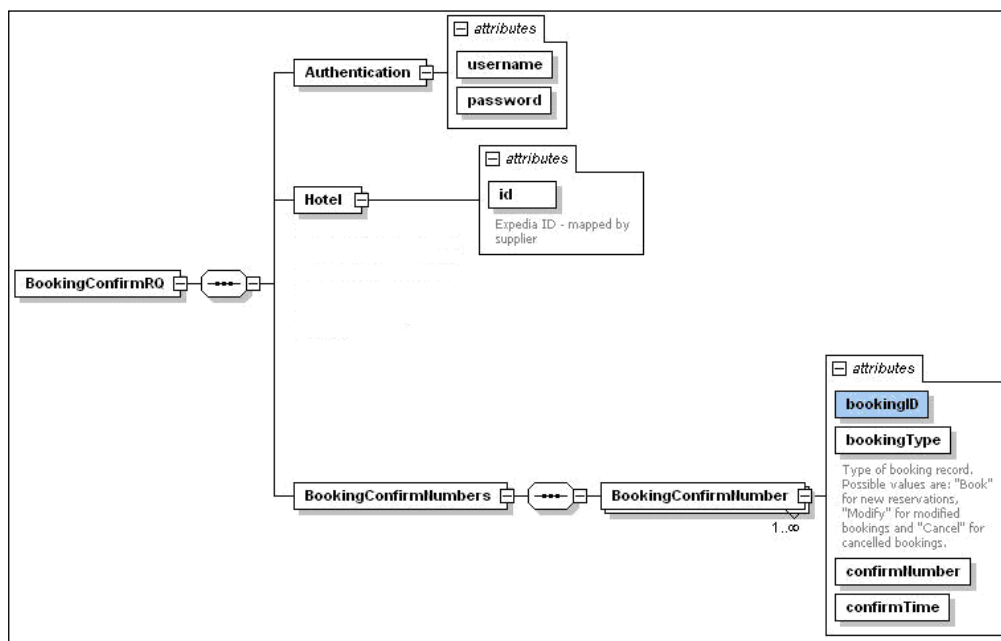 attributes
username
Authentication
password
attributes
id
Hotel
Expedia ID - mapped by
supplier
BookingConfirmRQ
attributes
bookingID
bookingType
Type of booking record.
Possible values are: "Book"
for new reservations,
"Modify" for modified
bookings and "Cancel" for
cancelled bookings.
BookingConfirmNumbers
BookingConfirmNumber
1..∞
confirmNumber
confirmTime